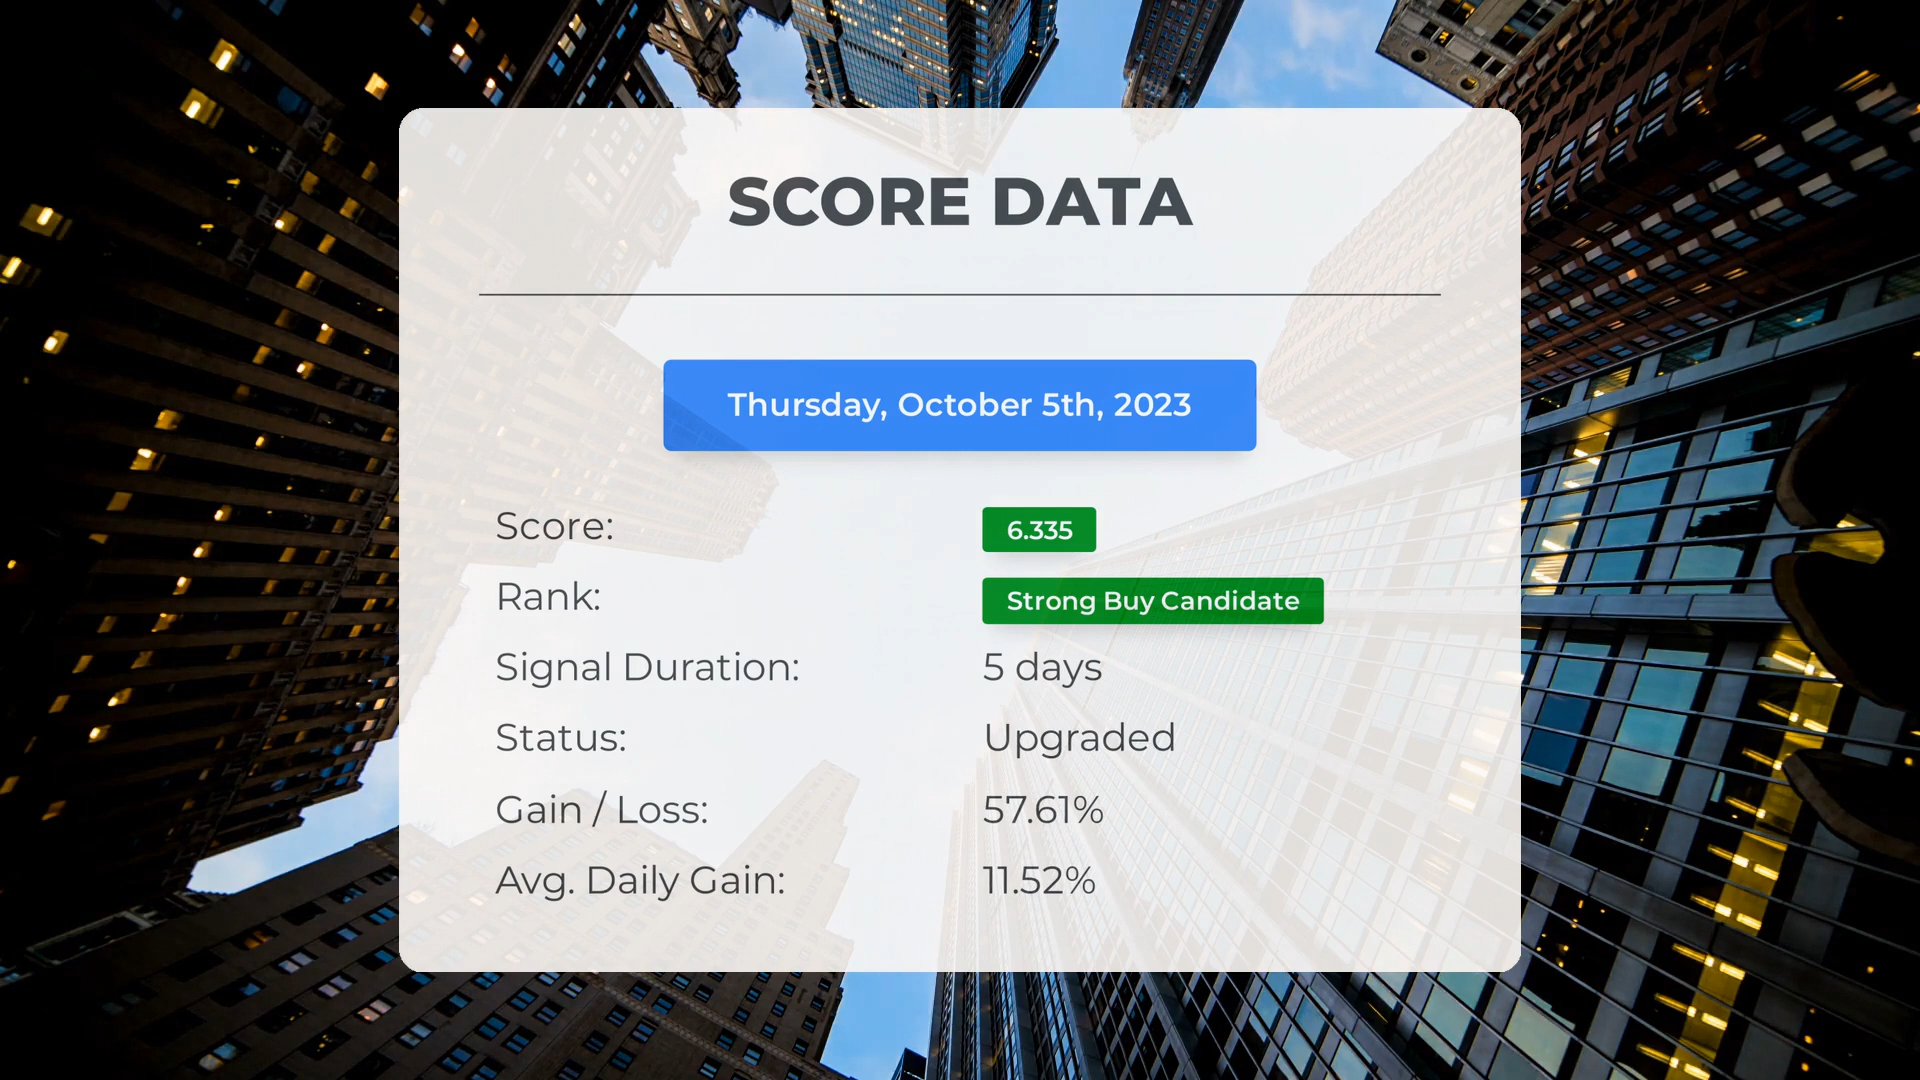 SCORE DATA
Thursday, October 5th, 2023
Score: 6.335
Rank: Strong Buy Candidate
Signal Duration: 5 days
Status: Upgraded
Gain / Loss: 57.61%
Avg. Daily Gain: 11.52%